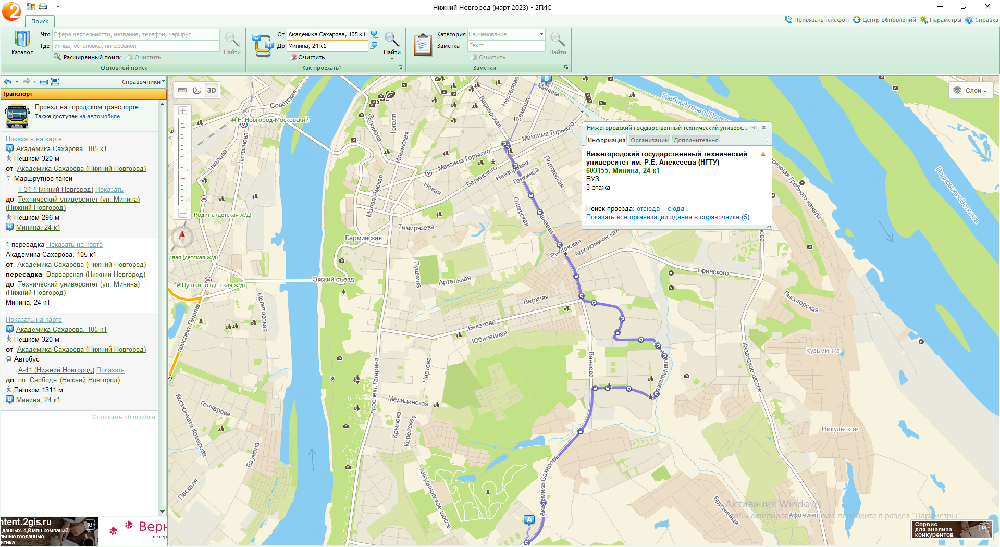 Нижний Новгород (март 2023) - 2ГИС
Поиск
Привязать телефон
Центр обновлений
Параметры
Справка
Каталог
Что
Сфера деятельности, название, телефон, маршрут
Где
Улица, остановка, микрорайон
Расширенный поиск
Очистить
Найти
Основной поиск
От
Академика Сахарова, 105 к1
До
Минина, 24 к1
Очистить
Найти
Как проехать?
Категория
Наименование
Заметка
Текст
Очистить
Найти
Заметки
Справочники
Транспорт
Проезд на городском транспорте
Также доступен на автомобиле.
Показать на карте
A Академика Сахарова, 105 к1
Пешком 320 м
от Академика Сахарова (Нижний Новгород)
Маршрутное такси
Т-31 (Нижний Новгород) Показать
до Технический университет (ул. Минина)
(Нижний Новгород)
Пешком 296 м
B Минина, 24 к1
1 пересадка Показать на карте
Академика Сахарова, 105 к1
от Академика Сахарова (Нижний Новгород)
пересадка Варварская (Нижний Новгород)
до Технический университет (ул. Минина)
(Нижний Новгород)
Минина, 24 к1
Показать на карте
A Академика Сахарова, 105 к1
Пешком 320 м
от Академика Сахарова (Нижний Новгород)
Автобус
А-41 (Нижний Новгород) Показать
до пл. Свободы (Нижний Новгород)
Пешком 1311 м
B Минина, 24 к1
Сообщить об ошибке
ntent.2gis.ru
данных. 4,8 млн компаний
льные геоданные.
итика
18+
Верн
ветер
3D
Слои
Советская
Н.Новгород-Московский
Чкалова
Литвинова
Родина (детская ж/д)
ивая (детская ж/д)
Пушкино (детская ж/д)
проспект Ленина
Молитовская
Гончарова
Космонавта Комарова
Баумана
Паскаля
Заломова
Гоголя
Ильинская
Максима Горького
Малая Ямская
Новая
Белинского
Невзоровых
Генкиной
Полтавская
Ошарская
Варварская
Нестерова
Семашко
B
Минина
Максима Горького
Гребной канал (Печер
Тимирязева
Барминская
Окский съезд
Пушкина
Артельная
Ванеева
Рыбинская
Агрономическая
Верхняя
Бекетова
Юбилейная
Бринского
Лысогорская
Казанское шоссе
Кузьминка
Никульское
Афонино
Брусничная
Ванеева
Генерала Ивлиева
Нартова
проспект Гагарина
Медицинская
Крылова
Корейская
Анкудиновское шоссе
Академика Сахарова
A
Подновская Воложка
ережная Гребного канала
нова
Нижегородский государственный технический универс...
Информация
Организации
Дополнительно
Нижегородский государственный технический
университет им. Р.Е. Алексеева (НГТУ)
603155, Минина, 24 к1
ВУЗ
3 этажа
Поиск проезда: отсюда – сюда
Показать все организации здания в справочнике (5)
Активация Windows
Чтобы активировать Windows, перейдите в раздел "Параметры".
Сервис
для анализа
конкурентов
18+